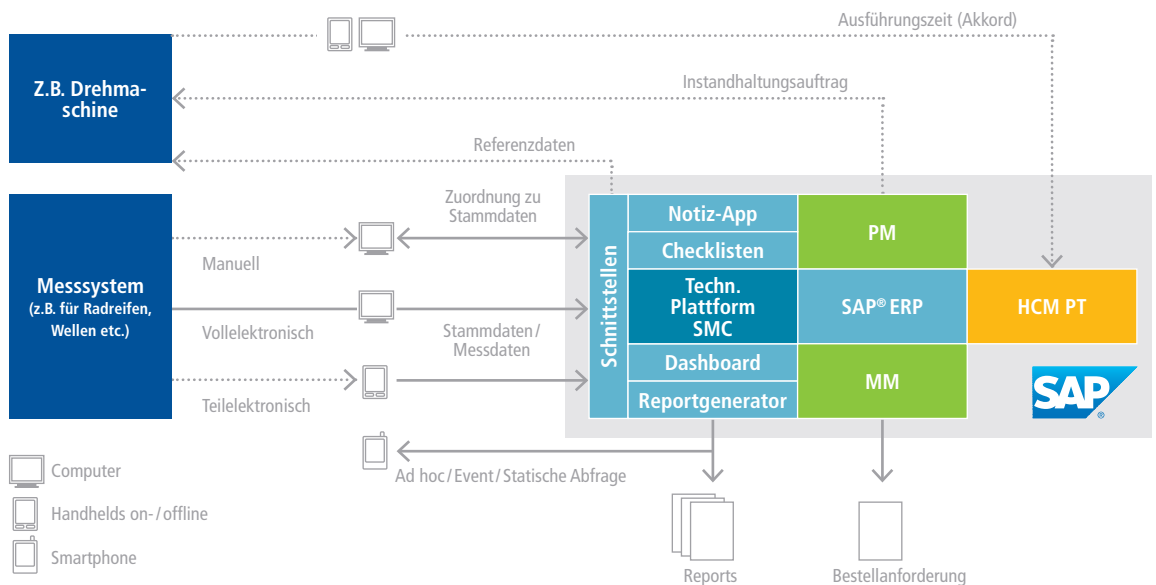 Ausführungszeit (Akkord)
Z.B. Drehma-
schine
Instandhaltungsauftrag
Referenzdaten
Zuordnung zu
Stammdaten
Manuell
Messsystem
(z.B. für Radreifen,
Wellen etc.)
Vollelektronisch
Stammdaten/
Messdaten
Teilelektronisch
Schnittstellen
Notiz-App
Checklisten
Techn.
Plattform
SMC
Dashboard
Reportgenerator
PM
SAP® ERP
MM
HCM PT
SAP®
Ad hoc/Event/Statische Abfrage
Computer
Handhelds on-/offline
Smartphone
Reports
Bestellanforderung